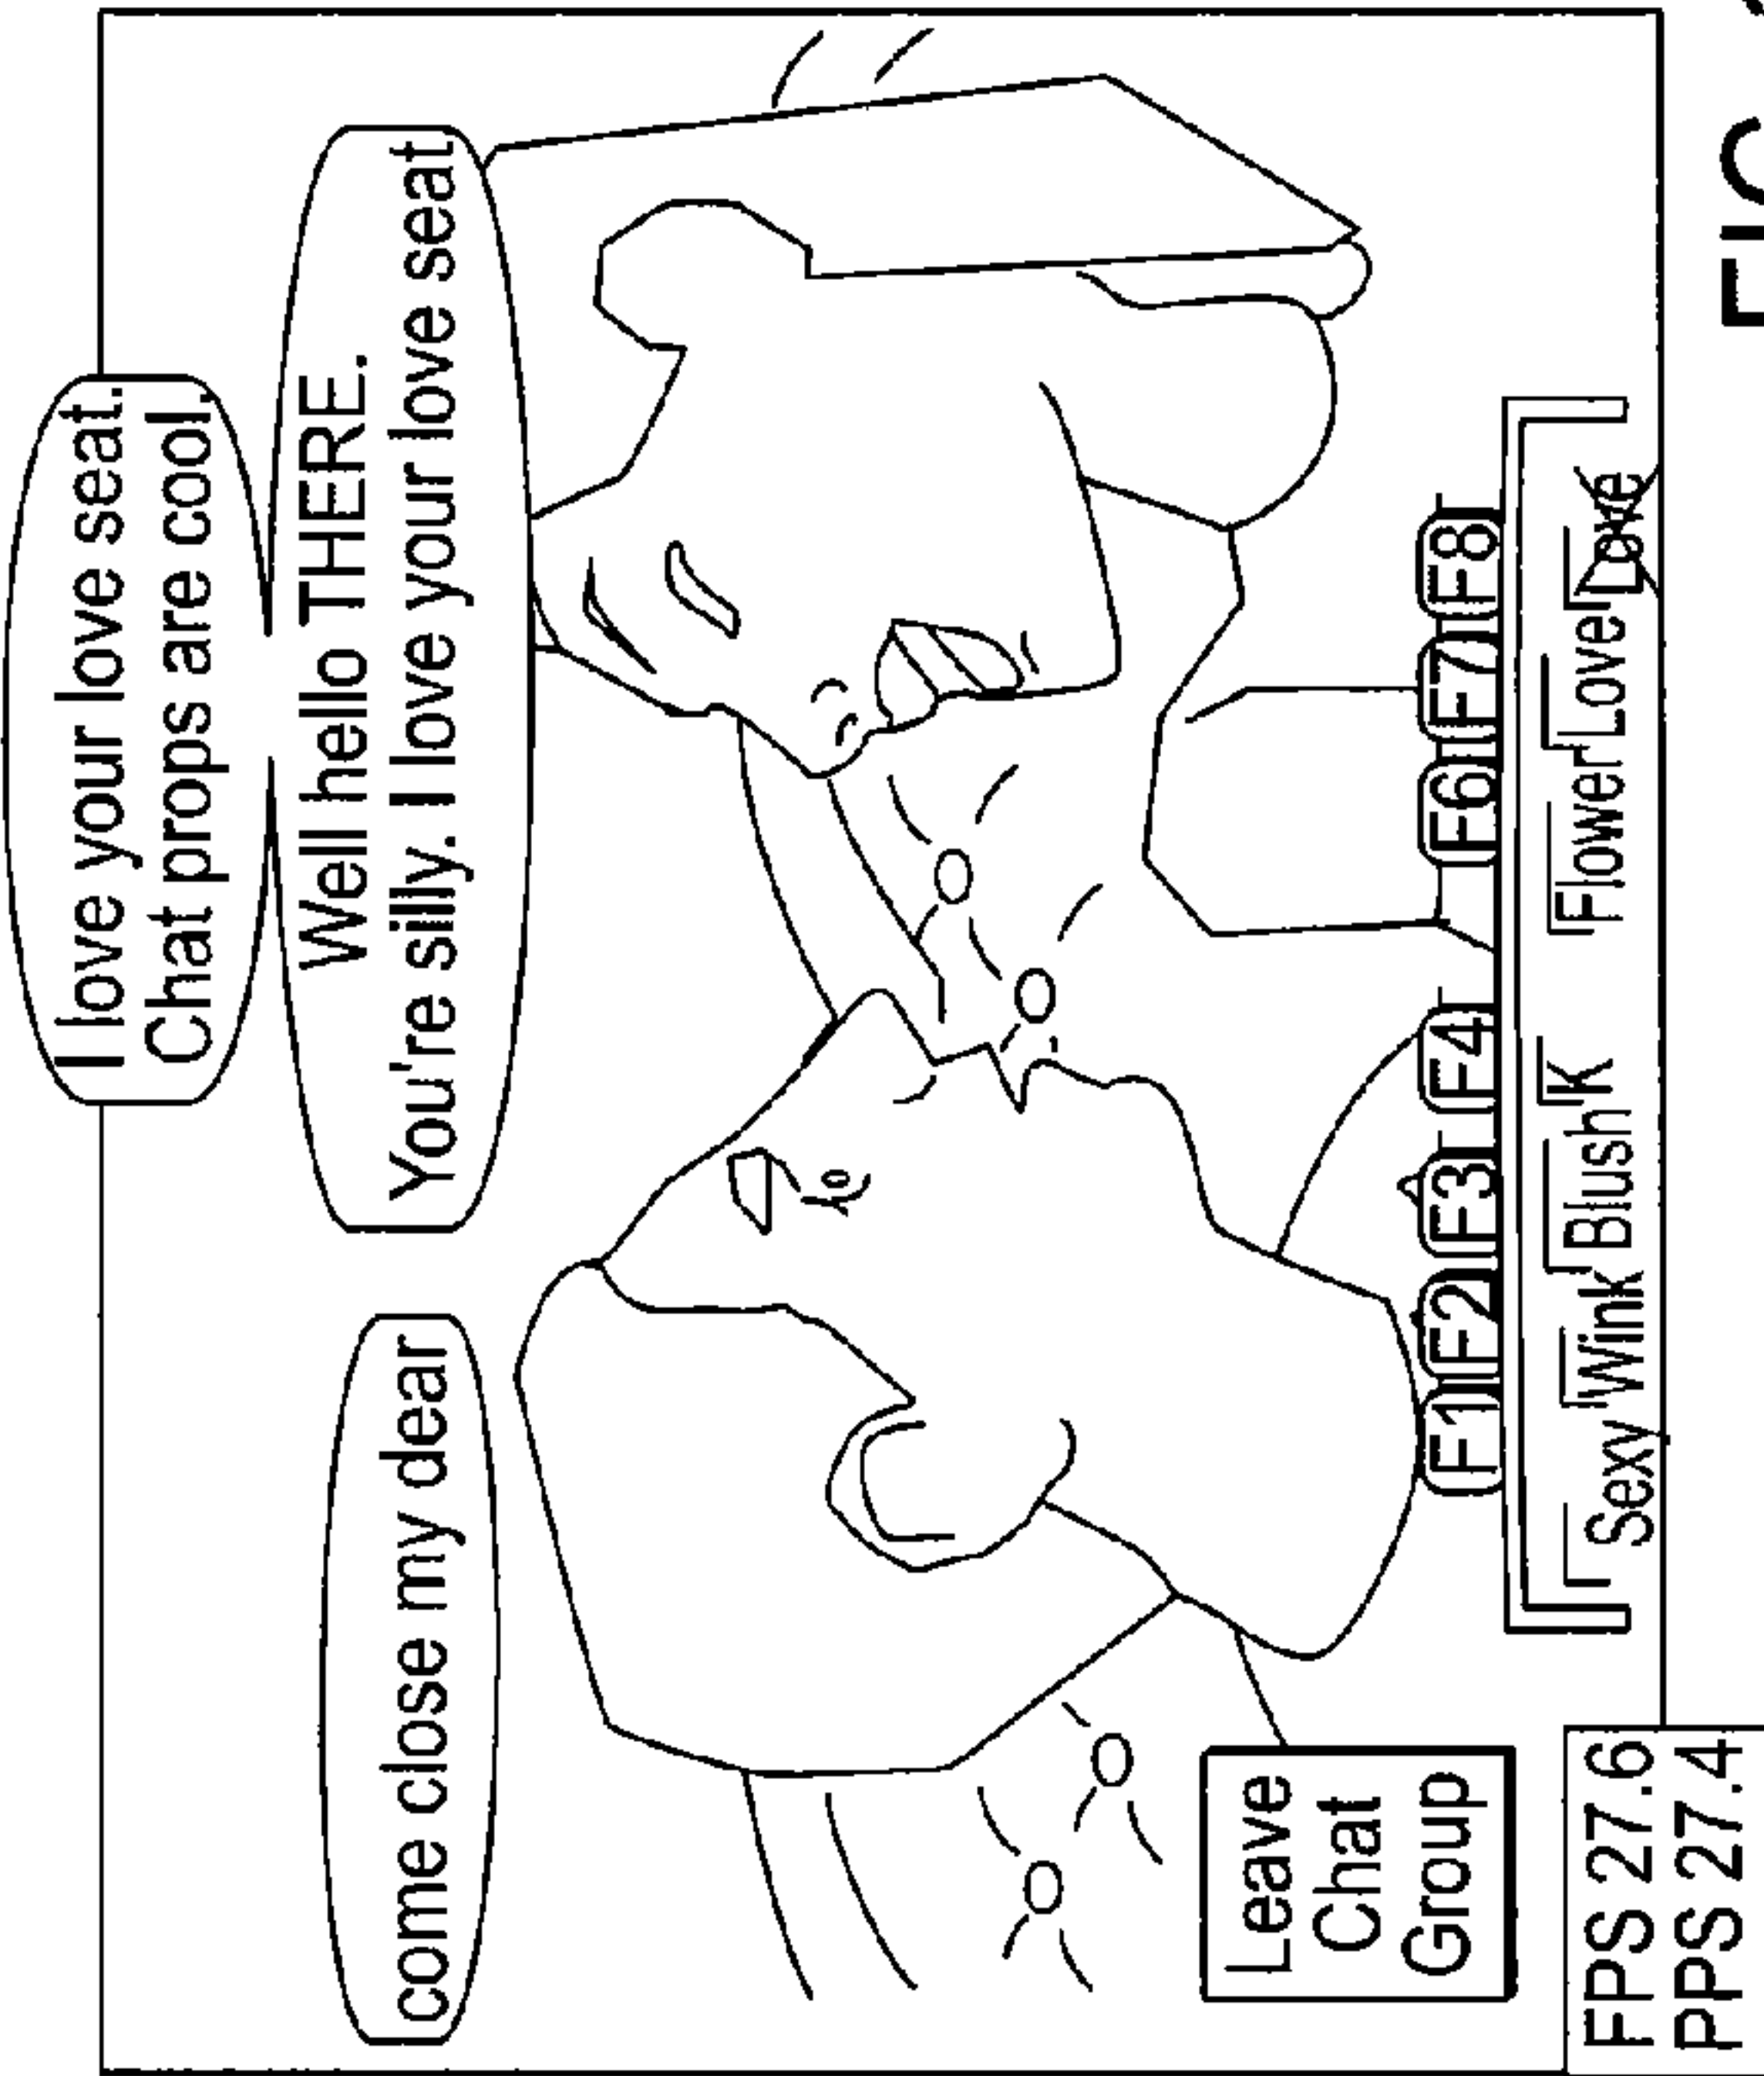 I love your love seat.
Chat props are cool.
Well hello THERE.
You're silly. I love your love seat
come close my dear
F1 F2 F3 F4 F6 F7 F8
Sexy Wink Blush K Flower Lover
Leave
Chat
Group
FPS 27.6
PPS 27.4